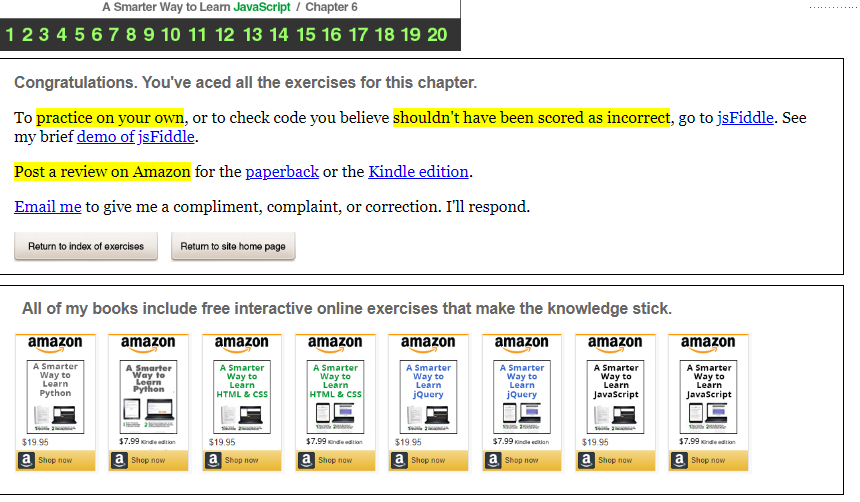 A Smarter Way to Learn JavaScript / Chapter 6
1 2 3 4 5 6 7 8 9 10 11 12 13 14 15 16 17 18 19 20
Congratulations. You've aced all the exercises for this chapter.
To practice on your own, or to check code you believe shouldn't have been scored as incorrect, go to jsFiddle. See
my brief demo of jsFiddle.
Post a review on Amazon for the paperback or the Kindle edition.
Email me to give me a compliment, complaint, or correction. I'll respond.
Return to index of exercises
Return to site home page
All of my books include free interactive online exercises that make the knowledge stick.
amazon
A Smarter
Way to
Learn
Python
$19.95
Shop now
amazon
A Smarter
Way to
Learn
Python
$7.99 Kindle edition
Shop now
amazon
A Smarter
Way to
Learn
HTML & CSS
$19.95
Shop now
amazon
A Smarter
Way to
Learn
HTML & CSS
$7.99 Kindle edition
Shop now
amazon
A Smarter
Way to
Learn
jQuery
$19.95
Shop now
amazon
A Smarter
Way to
Learn
jQuery
$7.99 Kindle edition
Shop now
amazon
A Smarter
Way to
Learn
JavaScript
$19.95
Shop now
amazon
A Smarter
Way to
Learn
JavaScript
$7.99 Kindle edition
Shop now